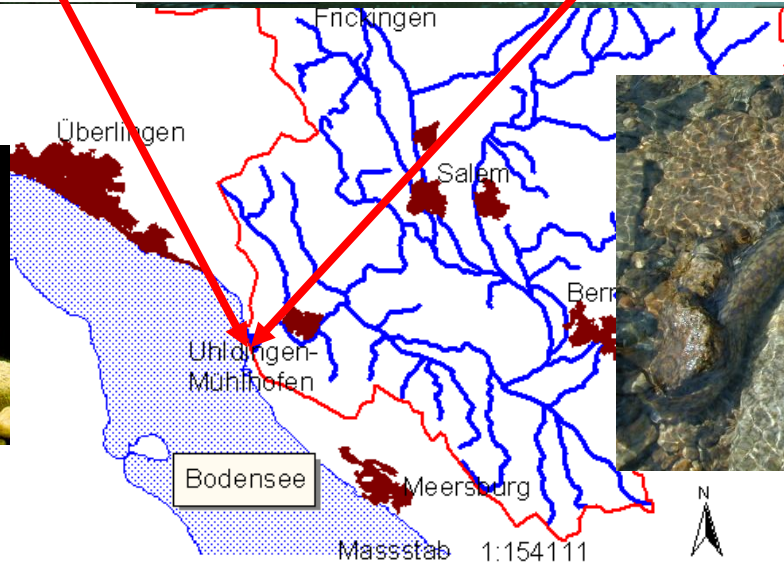 Frickingen
Überlingen
Salem
Uhldingen-
Mühlhofen
Bodensee
Meersburg
N
Massstab 1:154111